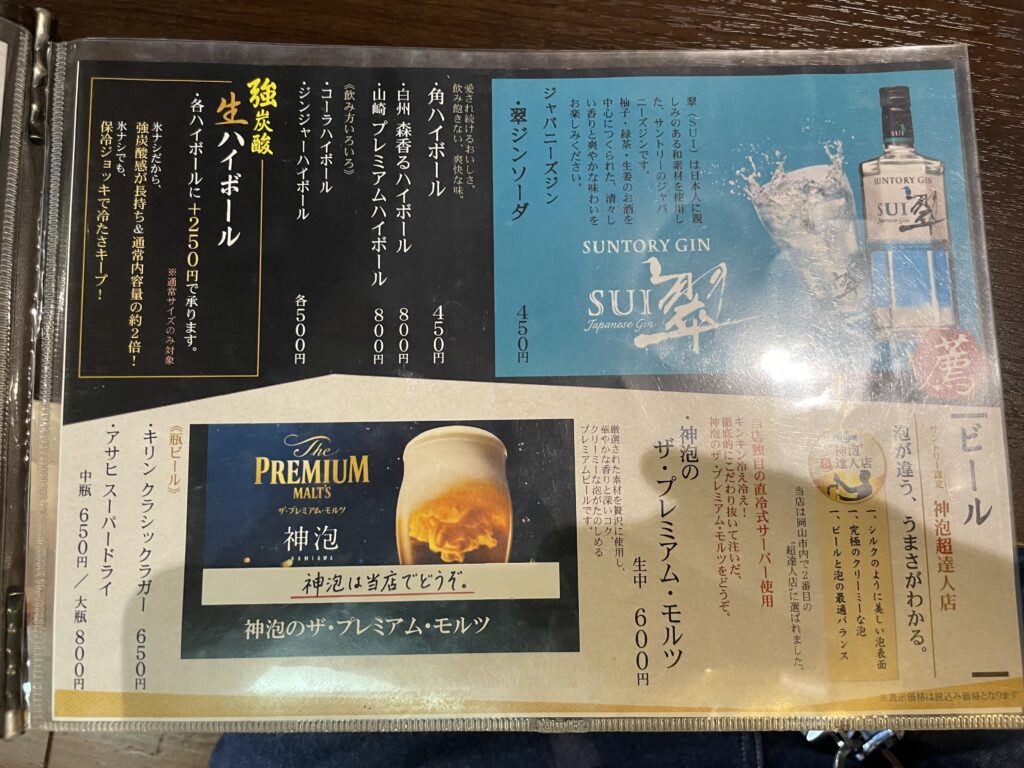 翠（SUI）は日本人に親
しみのある和素材を使用し
た、サントリーのジャパ
ニーズジンです。
柚子・緑茶・生姜のお酒を
中心につくられた、清々し
い香りと爽やかな味わいを
お楽しみください。
ジャパニーズジン
・翠ジンソーダ 450円
SUNTORY GIN
SUI 翠
Japanese Gin
SUI
SUNTORY GIN
SUI 翠
Japanese Gin
翠
薦
愛され続けるおいしさ。
飲み飽きない、爽快な味。
・角ハイボール 450円
・白州 森香るハイボール 800円
・山崎 プレミアムハイボール 800円
《飲み方いろいろ》
・コーラハイボール
・ジンジャーハイボール 各500円
強炭酸
生ハイボール
・各ハイボールに＋250円で承ります。
※通常サイズのみ対象
氷ナシだから、
強炭酸感が長持ち＆通常内容量の約2倍！
氷ナシでも、
保冷ジョッキで冷たさキープ！
ビール
サントリー認定 神泡超達人店
泡が違う、うまさがわかる。
神泡
超達人店
一、シルクのように美しい泡表面
一、究極のクリーミーな泡
一、ビールと泡の最適バランス
当店は岡山市内で2番目の
"超達人店"に選ばれました。
当店独自の直冷式サーバー使用
キンキン冷え冷え！
徹底的にこだわり抜いて注いだ、
神泡のザ・プレミアム・モルツをどうぞ。
・神泡の
ザ・プレミアム・モルツ
生中 600円
厳選された素材を贅沢に使用し、
華やかな香りと深いコク、
クリーミーな泡がたのしめる
プレミアムビールです。
The
PREMIUM
MALT'S
ザ・プレミアム・モルツ
神泡
KAMIAWA
神泡は当店でどうぞ。
神泡のザ・プレミアム・モルツ
《瓶ビール》
・キリン クラシックラガー 650円
・アサヒ スーパードライ
中瓶 650円／大瓶 800円
※表示価格は税込み価格となります